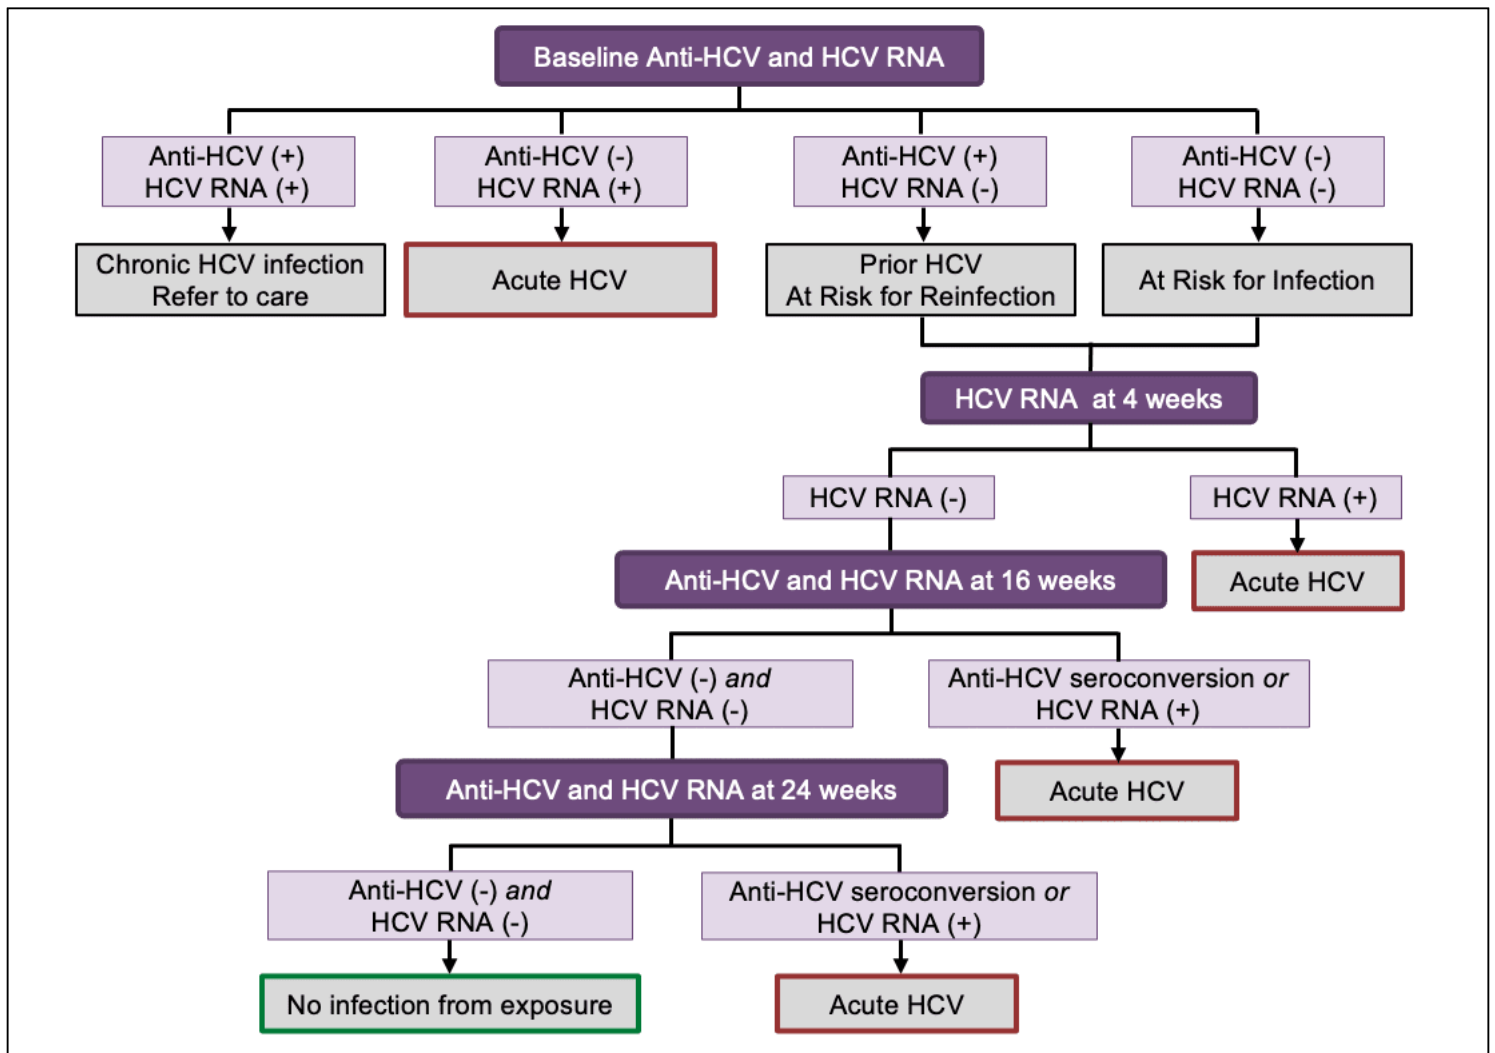 Baseline Anti-HCV and HCV RNA
Anti-HCV (+)
HCV RNA (+)
Anti-HCV (-)
HCV RNA (+)
Anti-HCV (+)
HCV RNA (-)
Anti-HCV (-)
HCV RNA (-)
Chronic HCV infection
Refer to care
Acute HCV
Prior HCV
At Risk for Reinfection
At Risk for Infection
HCV RNA at 4 weeks
HCV RNA (-)
HCV RNA (+)
Anti-HCV and HCV RNA at 16 weeks
Acute HCV
Anti-HCV (-) and
HCV RNA (-)
Anti-HCV seroconversion or
HCV RNA (+)
Anti-HCV and HCV RNA at 24 weeks
Acute HCV
Anti-HCV (-) and
HCV RNA (-)
Anti-HCV seroconversion or
HCV RNA (+)
No infection from exposure
Acute HCV